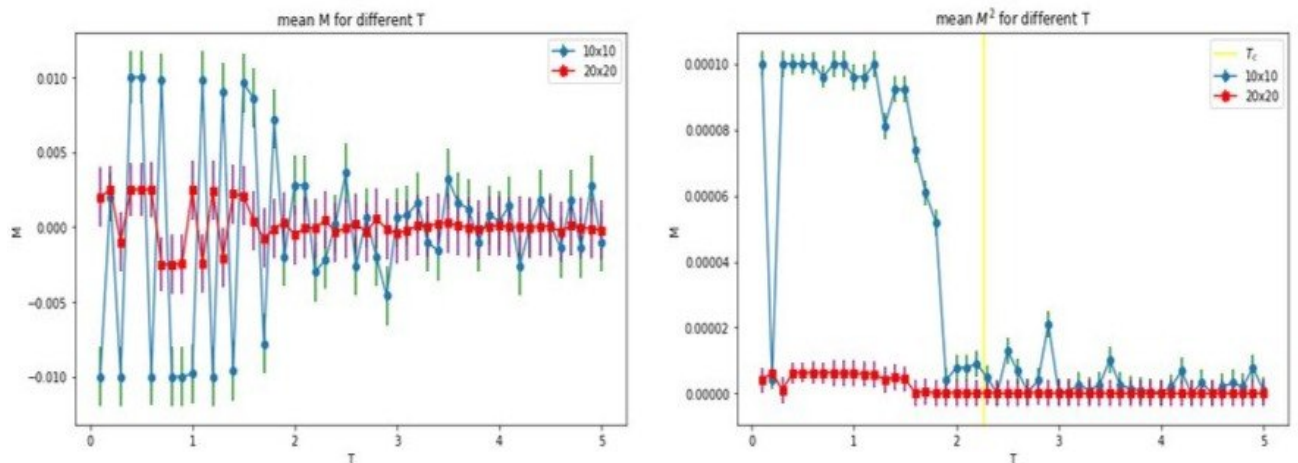 mean M for different T
10x10
20x20
0.010
0.005
0.000
−0.005
−0.010
M
0
1
2
3
4
5
T
mean M² for different T
T_c
10x10
20x20
0.00010
0.00008
0.00006
0.00004
0.00002
0.00000
M
0
1
2
3
4
5
T